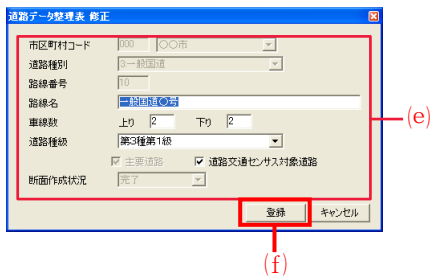 道路データ整理表 修正
市区町村コード 000 〇〇市
道路種別 3一般国道
路線番号 10
路線名 一般国道〇号
車線数 上り 2 下り 2
道路種級 第3種第1級
主要道路 道路交通センサス対象道路
断面作成状況 完了
(e)
登録 キャンセル
(f)